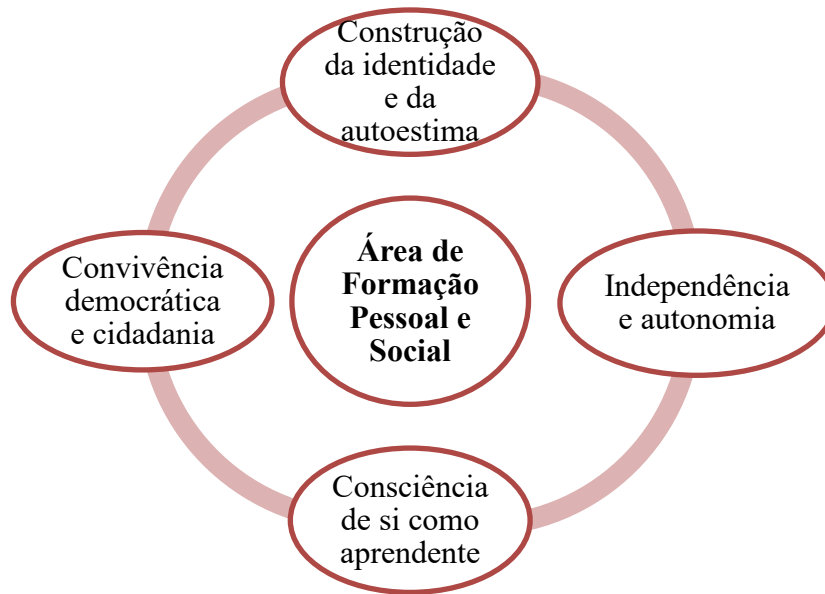 Construção
da identidade
e da
autoestima
Convivência
democrática
e cidadania
Área de
Formação
Pessoal e
Social
Independência
e autonomia
Consciência
de si como
aprendente